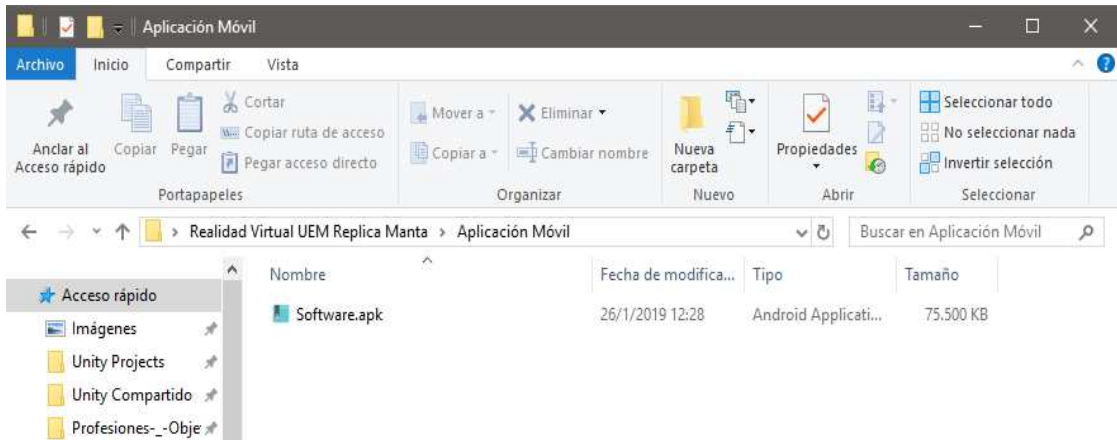 Aplicación Móvil
Archivo Inicio Compartir Vista
Anclar al Acceso rápido
Copiar
Pegar
Cortar
Copiar ruta de acceso
Pegar acceso directo
Portapapeles
Mover a
Copiar a
Eliminar
Cambiar nombre
Organizar
Nueva carpeta
Nuevo
Propiedades
Abrir
Seleccionar todo
No seleccionar nada
Invertir selección
Seleccionar
Realidad Virtual UEM Replica Manta > Aplicación Móvil
Buscar en Aplicación Móvil
Acceso rápido
Imágenes
Unity Projects
Unity Compartido
Profesiones-_-Obje
Nombre Fecha de modifica... Tipo Tamaño
Software.apk 26/1/2019 12:28 Android Applicati... 75.500 KB